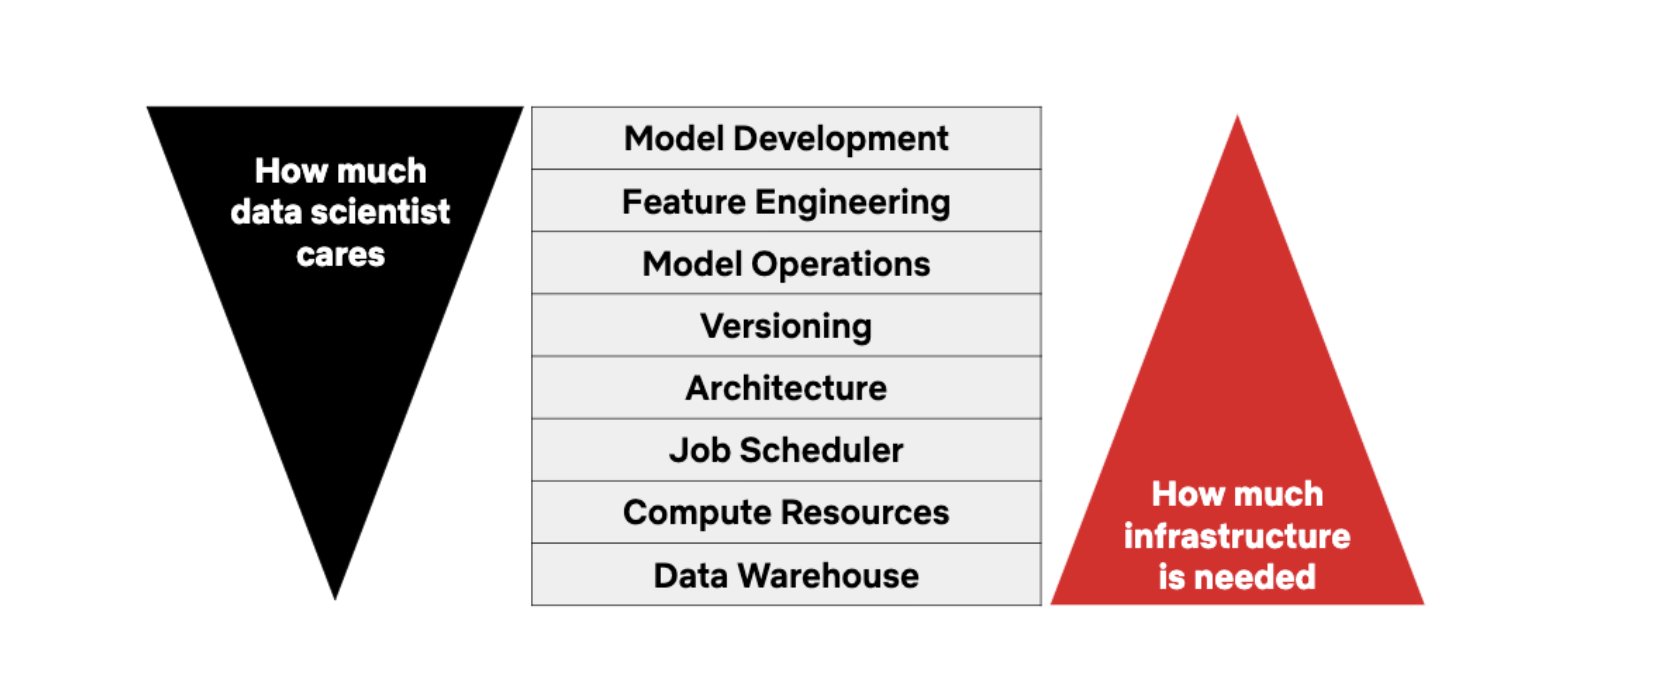 How much
data scientist
cares
Model Development
Feature Engineering
Model Operations
Versioning
Architecture
Job Scheduler
Compute Resources
Data Warehouse
How much
infrastructure
is needed